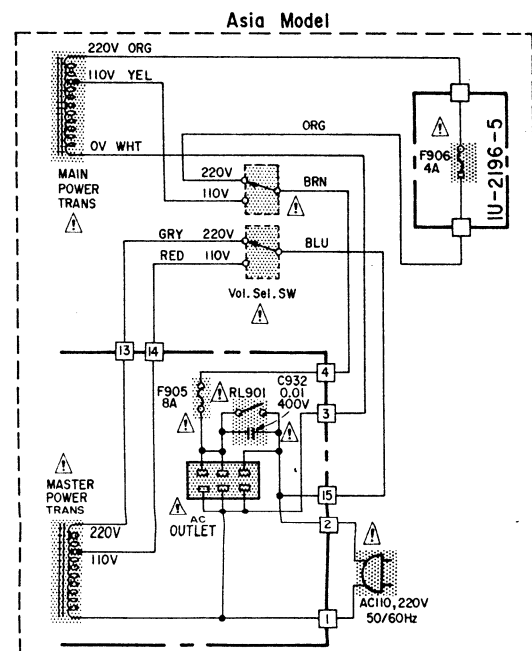 Asia Model
220V ORG
110V YEL
ORG
F906
4A
1U-2196-5
0V WHT
220V
110V
BRN
MAIN
POWER
TRANS
GRY 220V
RED 110V
BLU
Vol. Sel. SW
13
14
4
F905
8A
RL901
C932
0.01
400V
3
15
2
AC
OUTLET
MASTER
POWER
TRANS
220V
110V
1
AC110, 220V
50/60Hz